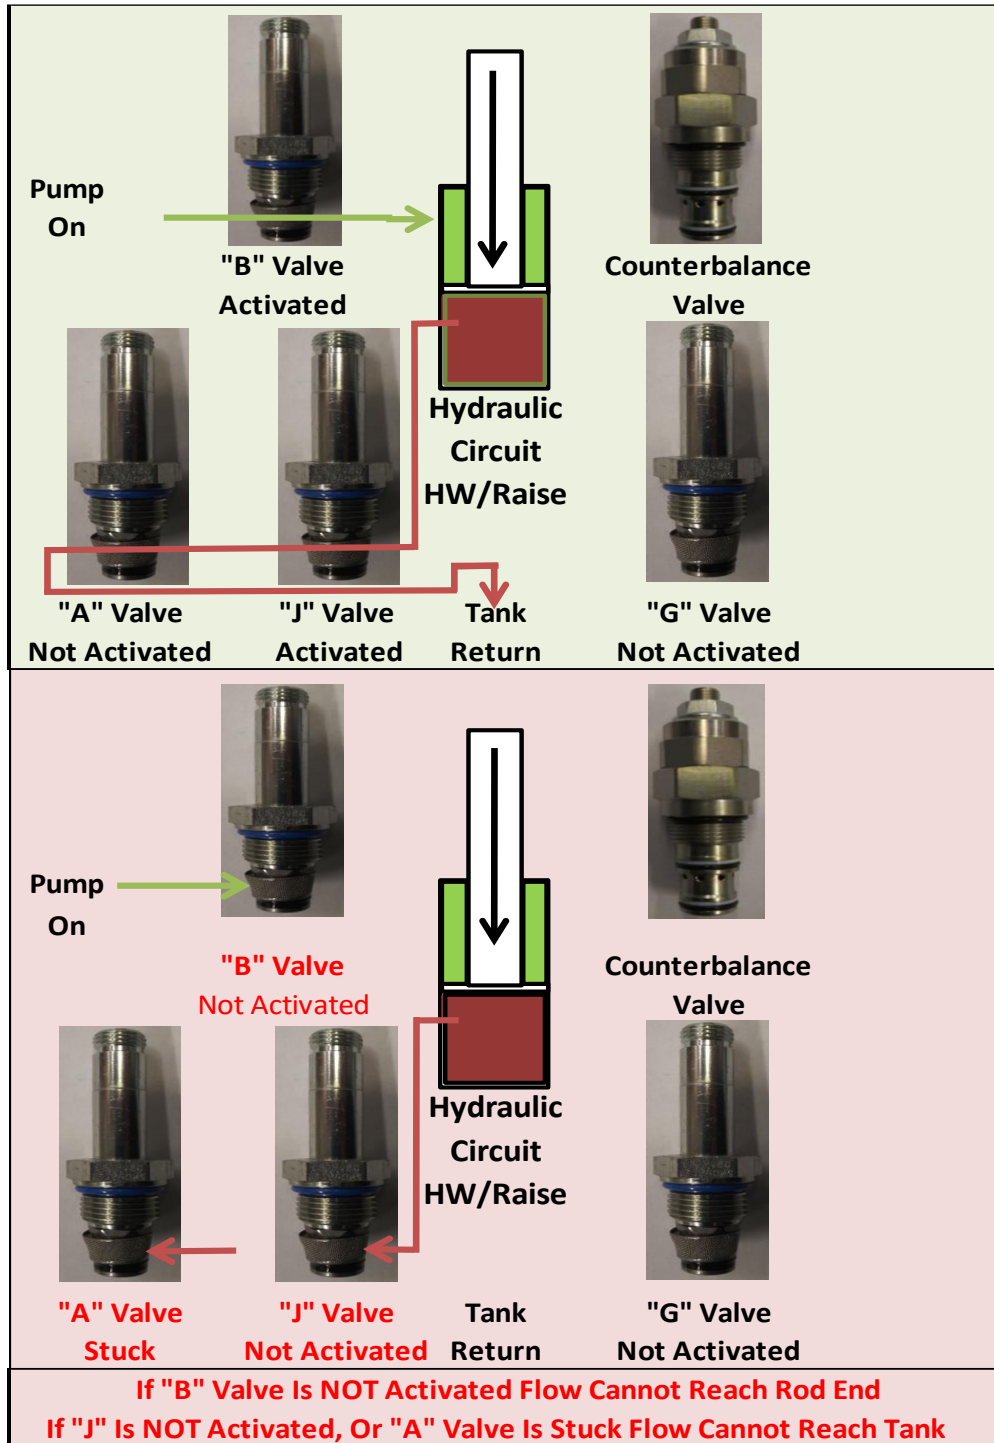 Pump
On
"B" Valve
Activated
Counterbalance
Valve
Hydraulic
Circuit
HW/Raise
"A" Valve
Not Activated
"J" Valve
Activated
Tank
Return
"G" Valve
Not Activated
Pump
On
"B" Valve
Not Activated
Counterbalance
Valve
Hydraulic
Circuit
HW/Raise
"A" Valve
Stuck
"J" Valve
Not Activated
Tank
Return
"G" Valve
Not Activated
If "B" Valve Is NOT Activated Flow Cannot Reach Rod End
If "J" Is NOT Activated, Or "A" Valve Is Stuck Flow Cannot Reach Tank